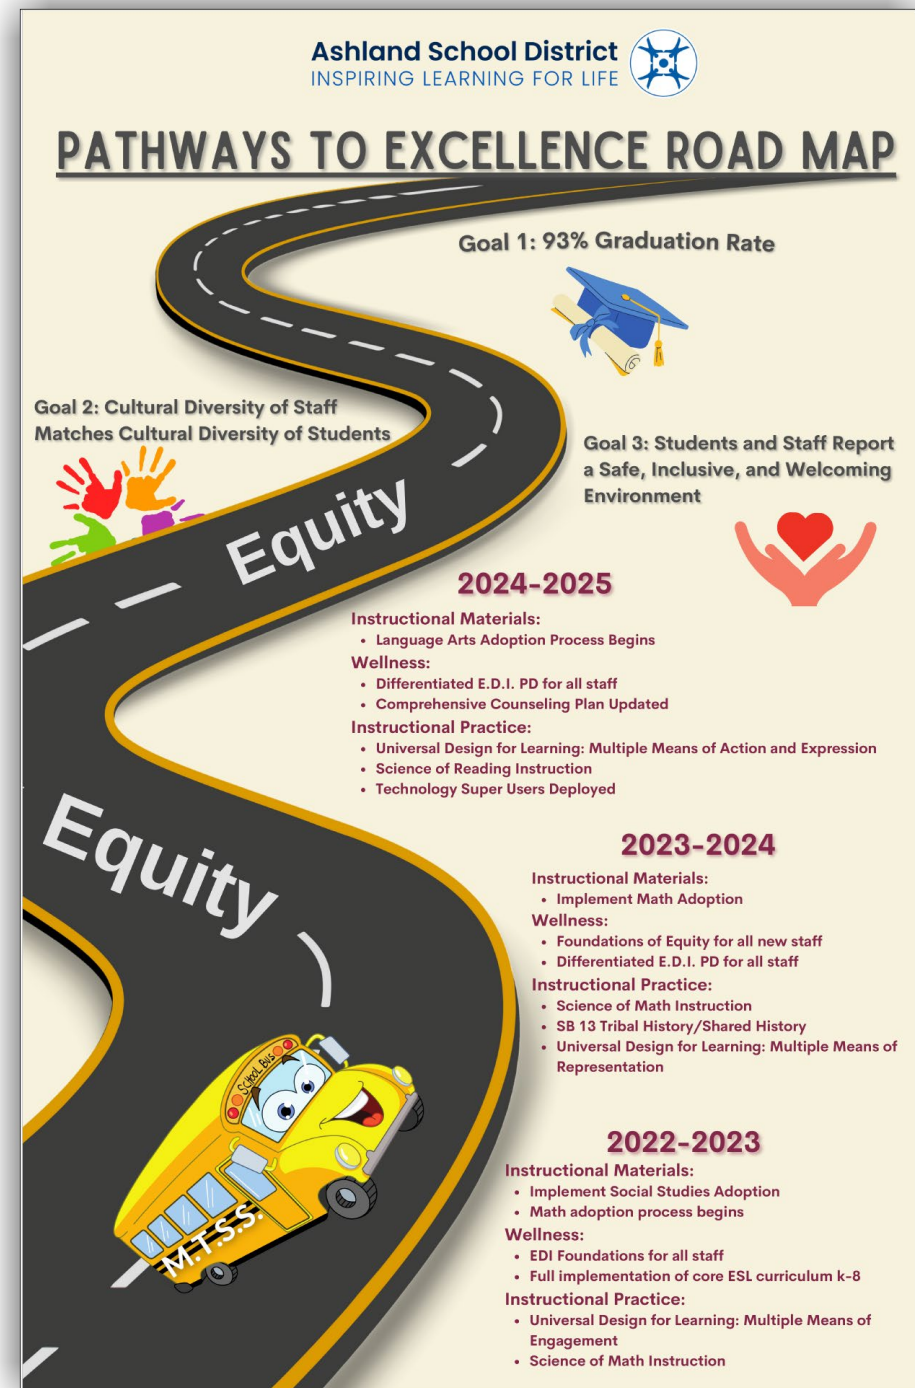 Ashland School District
INSPIRING LEARNING FOR LIFE
PATHWAYS TO EXCELLENCE ROAD MAP
Goal 1: 93% Graduation Rate
Goal 2: Cultural Diversity of Staff
Matches Cultural Diversity of Students
Goal 3: Students and Staff Report
a Safe, Inclusive, and Welcoming
Environment
Equity
2024-2025
Instructional Materials:
• Language Arts Adoption Process Begins
Wellness:
• Differentiated E.D.I. PD for all staff
• Comprehensive Counseling Plan Updated
Instructional Practice:
• Universal Design for Learning: Multiple Means of Action and Expression
• Science of Reading Instruction
• Technology Super Users Deployed
Equity
2023-2024
Instructional Materials:
• Implement Math Adoption
Wellness:
• Foundations of Equity for all new staff
• Differentiated E.D.I. PD for all staff
Instructional Practice:
• Science of Math Instruction
• SB 13 Tribal History/Shared History
• Universal Design for Learning: Multiple Means of
Representation
SCHOOL BUS
M.T.S.S.
2022-2023
Instructional Materials:
• Implement Social Studies Adoption
• Math adoption process begins
Wellness:
• EDI Foundations for all staff
• Full implementation of core ESL curriculum k-8
Instructional Practice:
• Universal Design for Learning: Multiple Means of
Engagement
• Science of Math Instruction